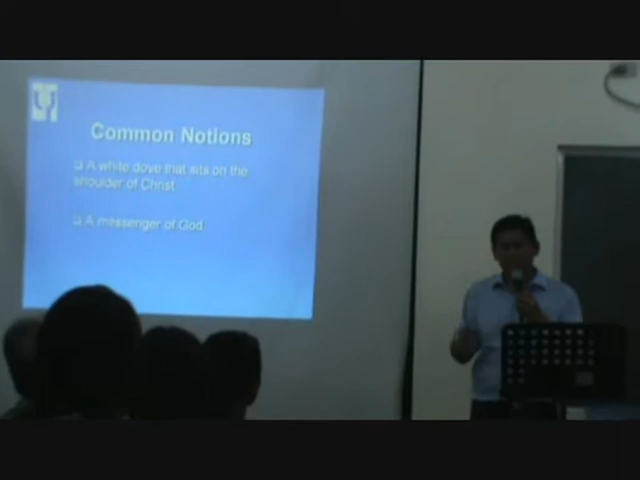 Common Notions
❑ A white dove that sits on the
shoulder of Christ
❑ A messenger of God